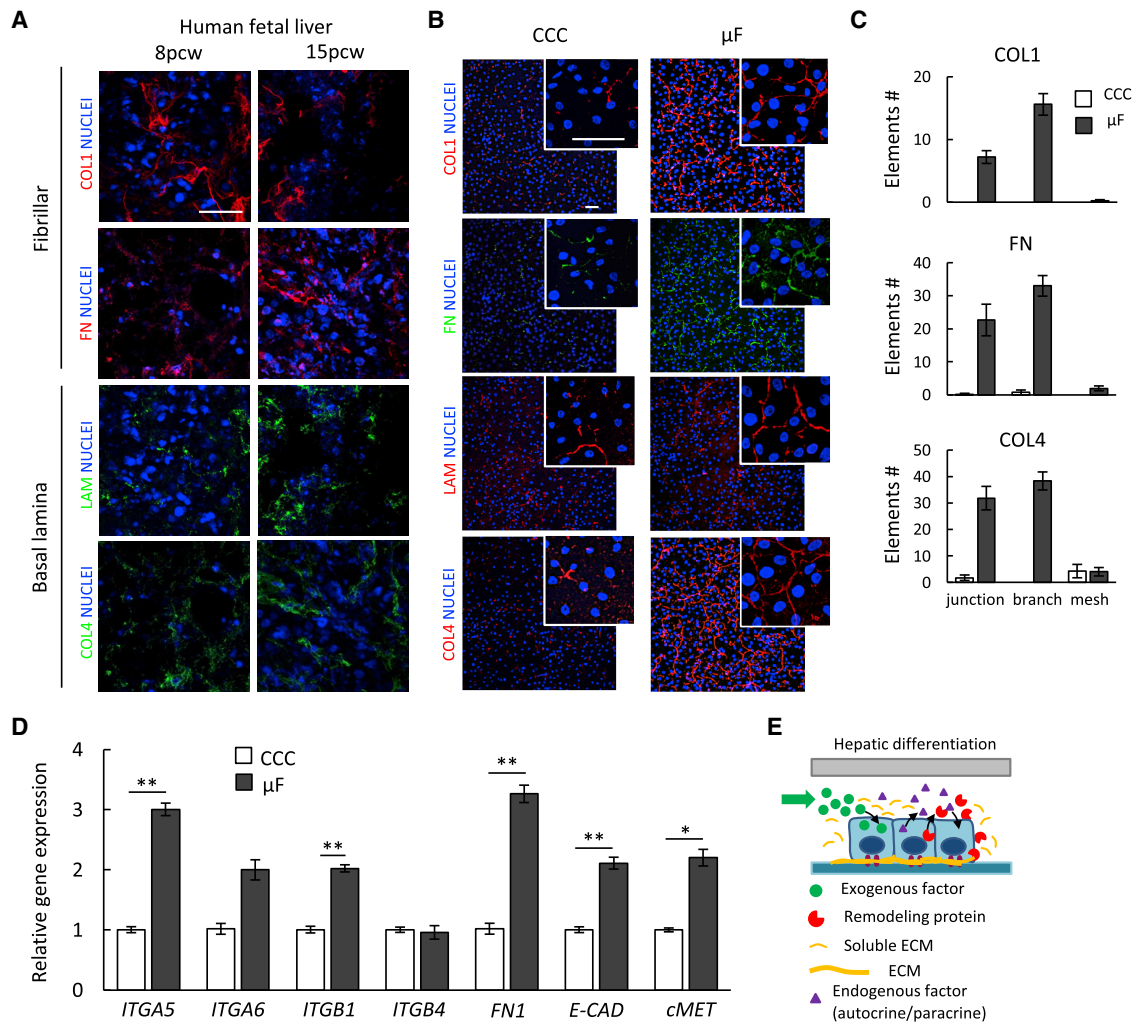 A
Human fetal liver
8pcw 15pcw
Fibrillar
COL1 NUCLEI
FN NUCLEI
Basal lamina
LAM NUCLEI
COL4 NUCLEI
B
CCC µF
COL1 NUCLEI
FN NUCLEI
LAM NUCLEI
COL4 NUCLEI
C
COL1
Elements #
20
10
0
CCC
µF
FN
Elements #
40
30
20
10
0
COL4
Elements #
50
40
30
20
10
0
junction branch mesh
D
Relative gene expression
4
3
2
1
0
CCC
µF
**
**
**
**
*
ITGA5 ITGA6 ITGB1 ITGB4 FN1 E-CAD cMET
E
Hepatic differentiation
Exogenous factor
Remodeling protein
Soluble ECM
ECM
Endogenous factor
(autocrine/paracrine)